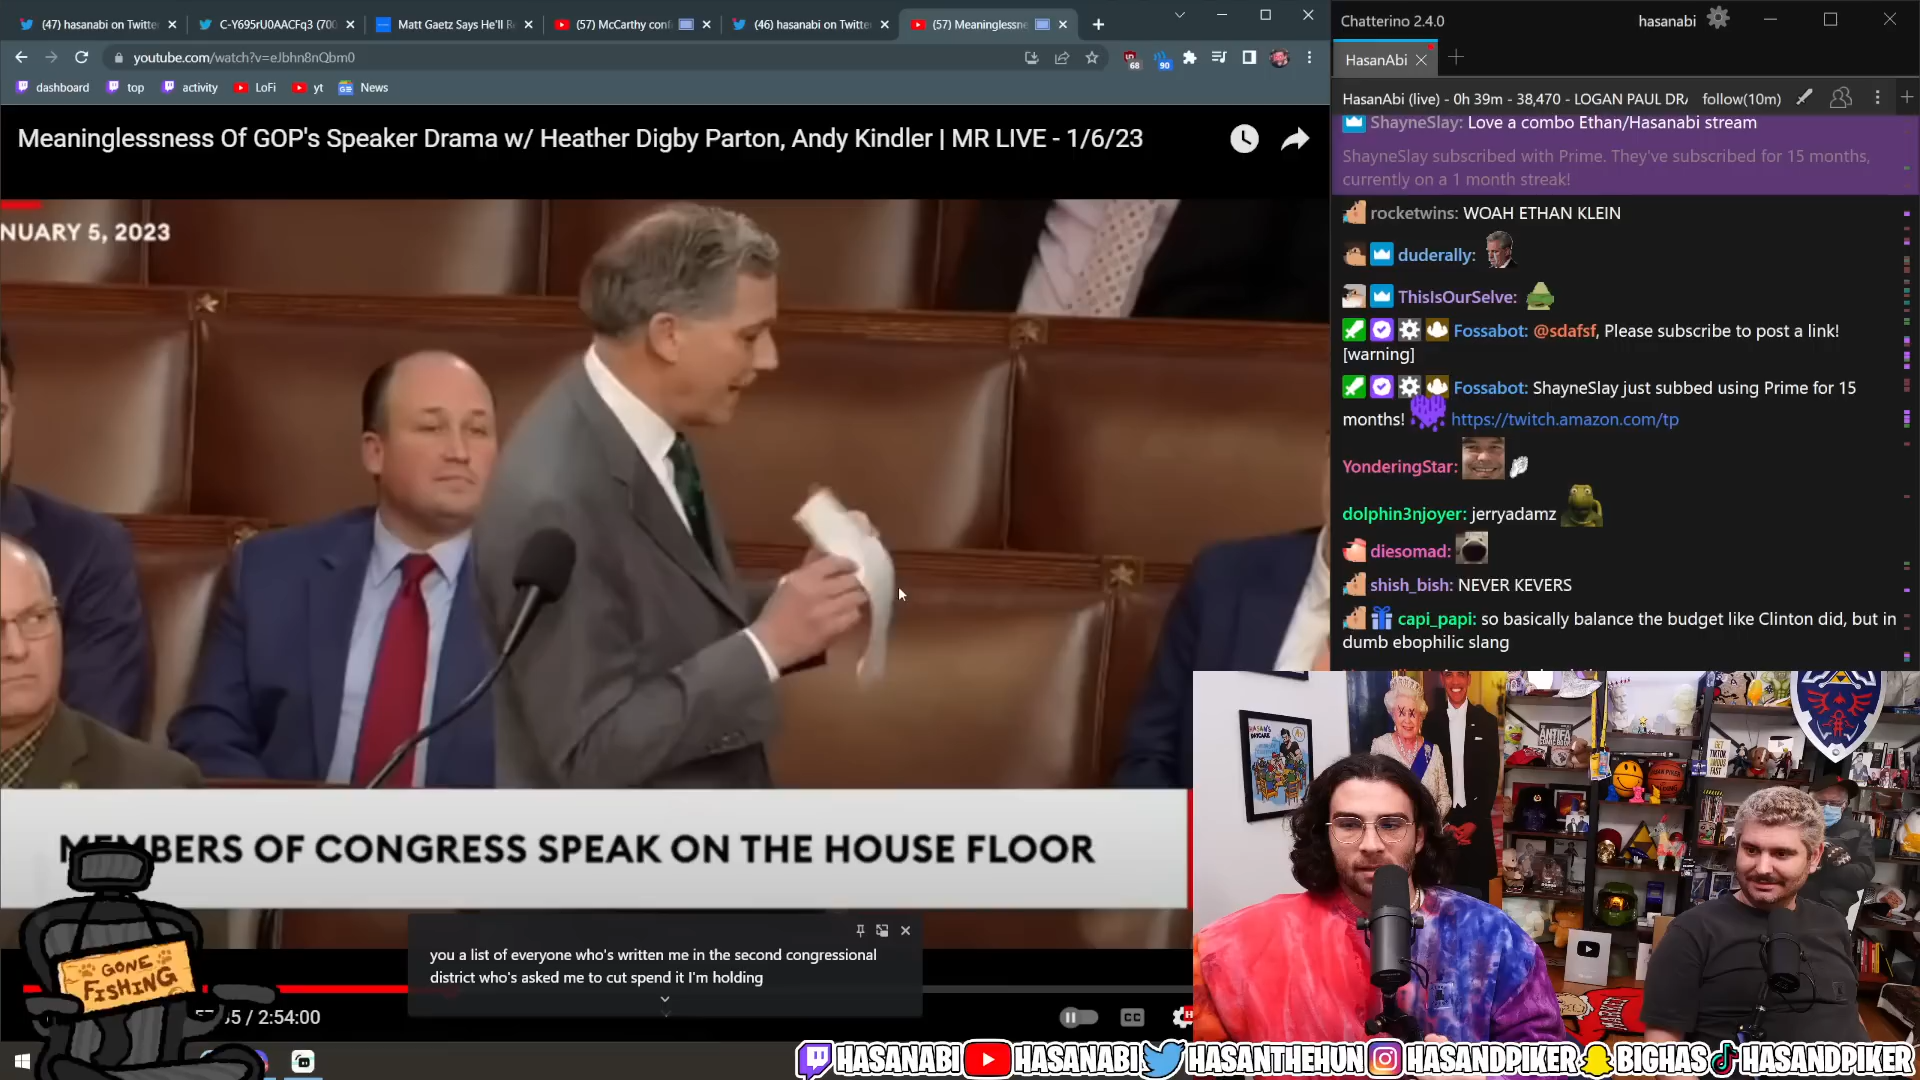 (47) hasanabi on Twitte
C-Y695rU0AACFq3 (700
Matt Gaetz Says He'll R
(57) McCarthy con
(46) hasanabi on Twitte
(57) Meaninglessne
youtube.com/watch?v=eJbhn8nQbm0
68
90
dashboard
top
activity
LoFi
yt
News
Meaninglessness Of GOP's Speaker Drama w/ Heather Digby Parton, Andy Kindler | MR LIVE - 1/6/23
NUARY 5, 2023
MEMBERS OF CONGRESS SPEAK ON THE HOUSE FLOOR
you a list of everyone who's written me in the second congressional
district who's asked me to cut spend it I'm holding
/ 2:54:00
CC
GONE
FISHING
Chatterino 2.4.0
hasanabi
HasanAbi
HasanAbi (live) - 0h 39m - 38,470 - LOGAN PAUL DR
follow(10m)
ShayneSlay: Love a combo Ethan/Hasanabi stream
ShayneSlay subscribed with Prime. They've subscribed for 15 months,
currently on a 1 month streak!
rocketwins: WOAH ETHAN KLEIN
duderally:
ThisIsOurSelve:
Fossabot: @sdafsf, Please subscribe to post a link!
[warning]
Fossabot: ShayneSlay just subbed using Prime for 15
months! https://twitch.amazon.com/tp
YonderingStar:
dolphin3njoyer: jerryadamz
diesomad:
shish_bish: NEVER KEVERS
capi_papi: so basically balance the budget like Clinton did, but in
dumb ebophilic slang
ANTIFA
HASANABI
HASANABI
HASANTHEHUN
HASANDPIKER
BIGHAS
HASANDPIKER